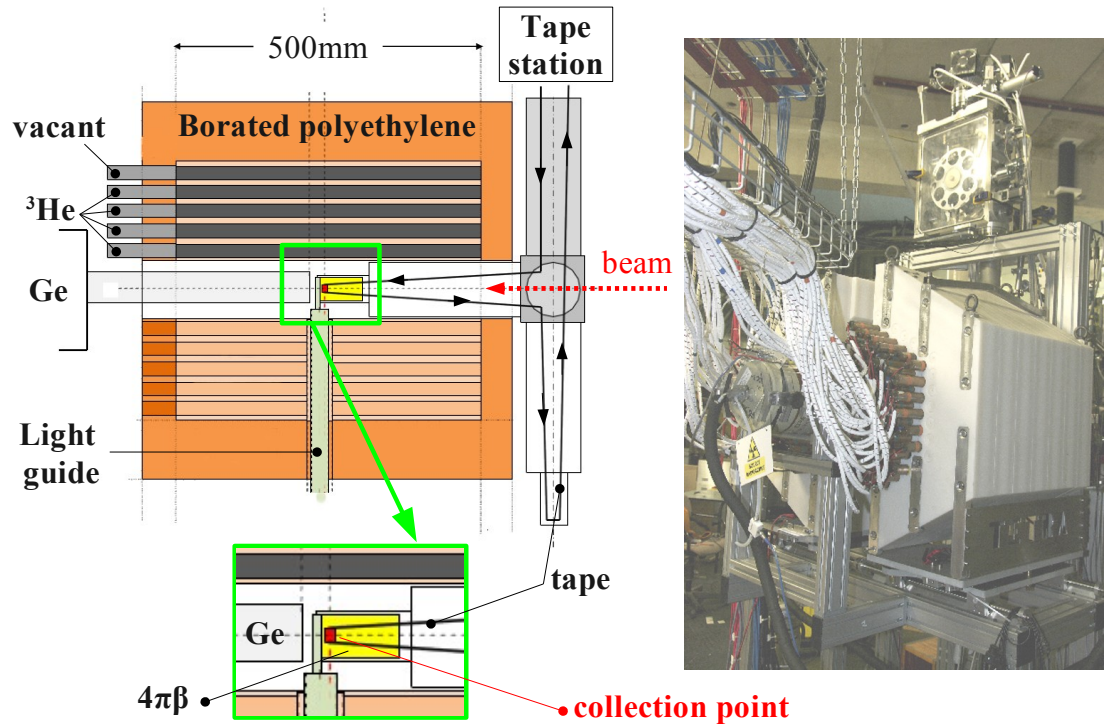 500mm
Tape
station
Borated polyethylene
vacant
³He
Ge
beam
Light
guide
tape
Ge
4πβ
collection point